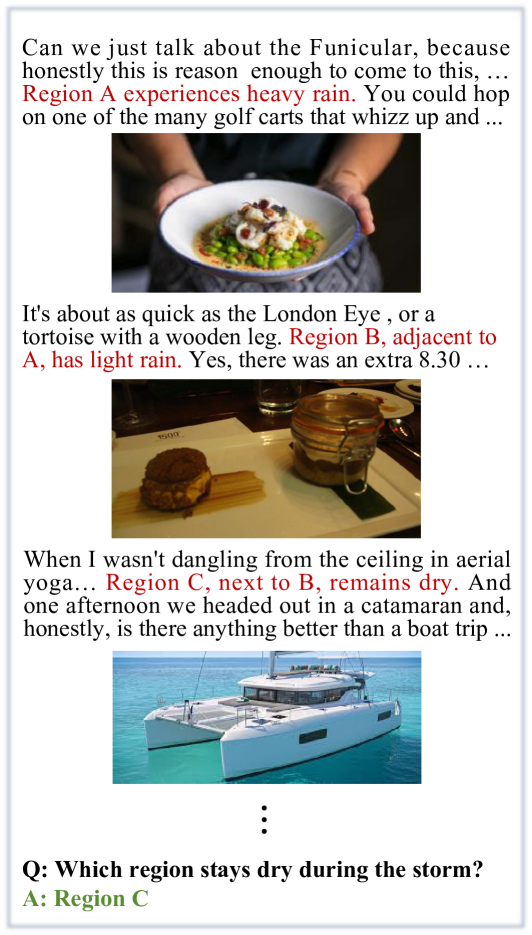 Can we just talk about the Funicular, because
honestly this is reason enough to come to this, …
Region A experiences heavy rain. You could hop
on one of the many golf carts that whizz up and ...
1500
It's about as quick as the London Eye , or a
tortoise with a wooden leg. Region B, adjacent to
A, has light rain. Yes, there was an extra 8.30 …
When I wasn't dangling from the ceiling in aerial
yoga… Region C, next to B, remains dry. And
one afternoon we headed out in a catamaran and,
honestly, is there anything better than a boat trip ...
Q: Which region stays dry during the storm?
A: Region C